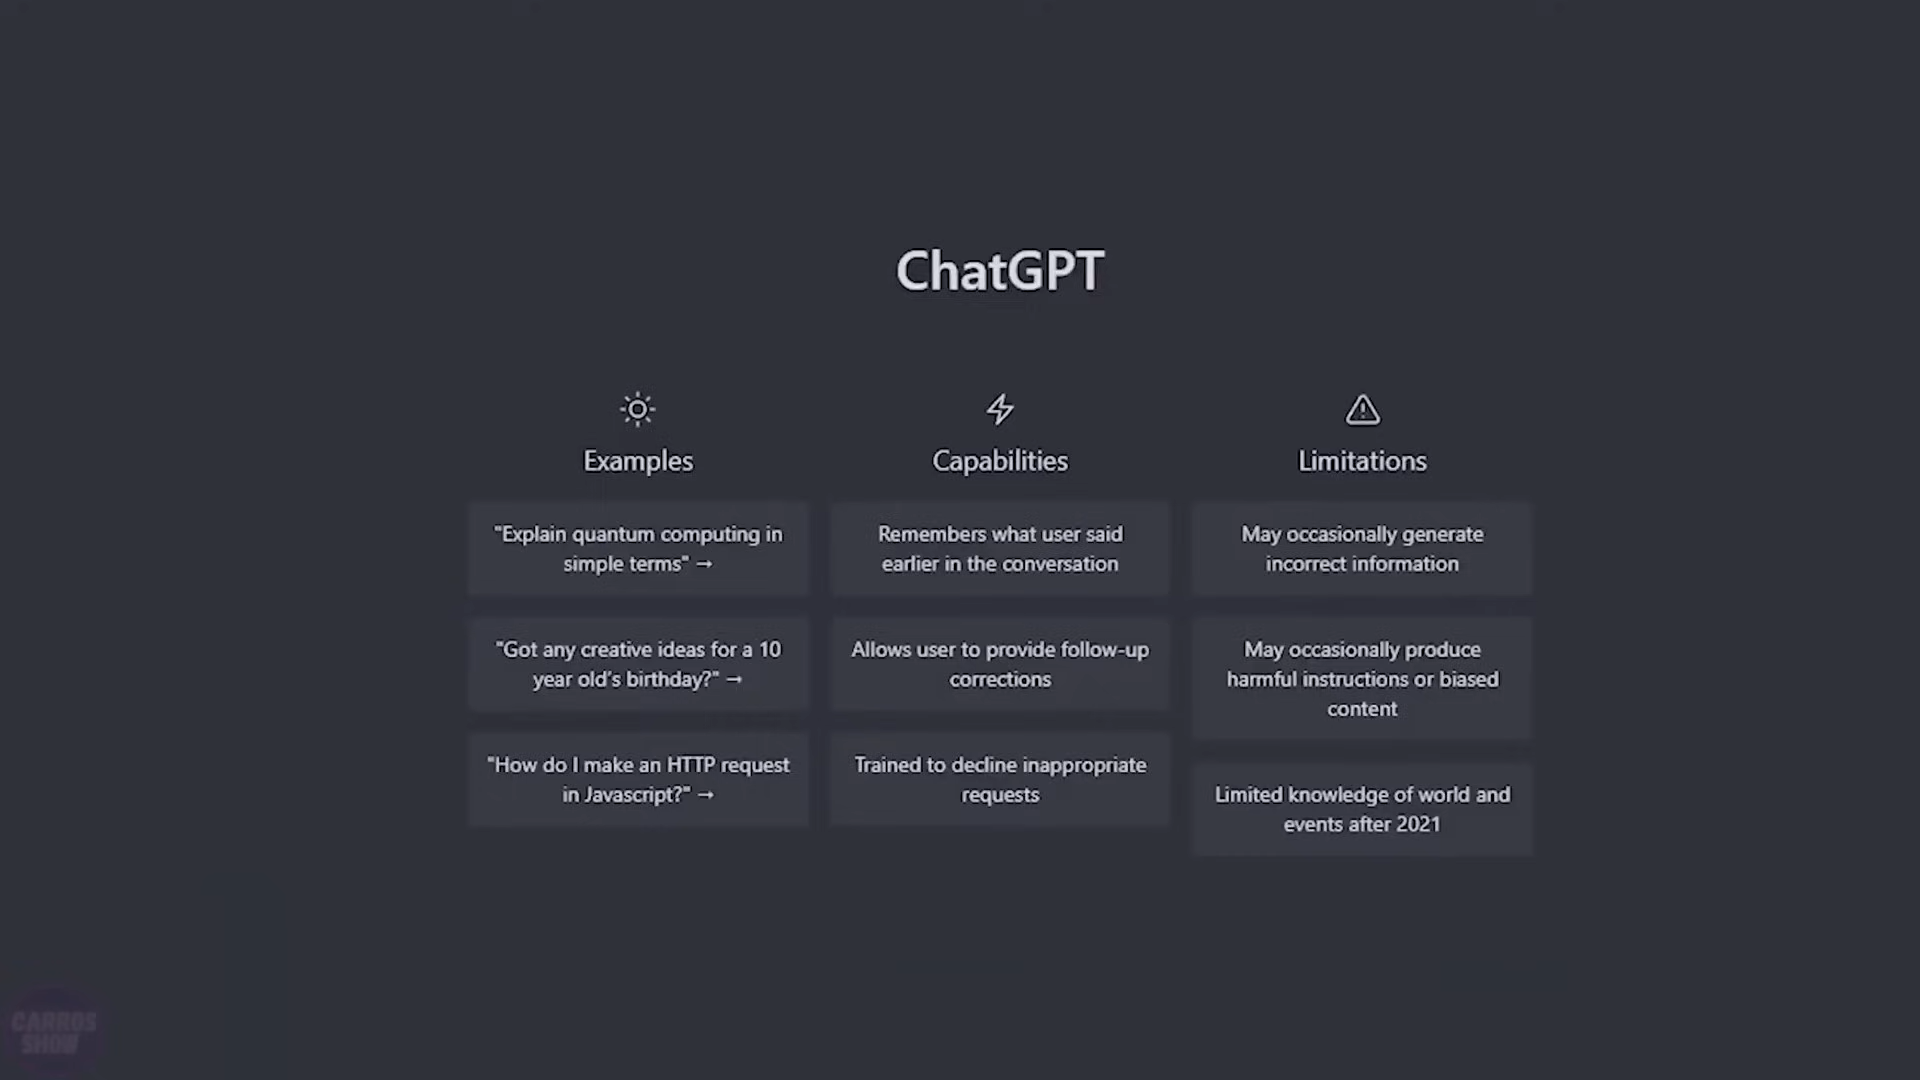 ChatGPT
Examples
"Explain quantum computing in
simple terms" →
"Got any creative ideas for a 10
year old's birthday?" →
"How do I make an HTTP request
in Javascript?" →
Capabilities
Remembers what user said
earlier in the conversation
Allows user to provide follow-up
corrections
Trained to decline inappropriate
requests
Limitations
May occasionally generate
incorrect information
May occasionally produce
harmful instructions or biased
content
Limited knowledge of world and
events after 2021
CARROS
SHOW